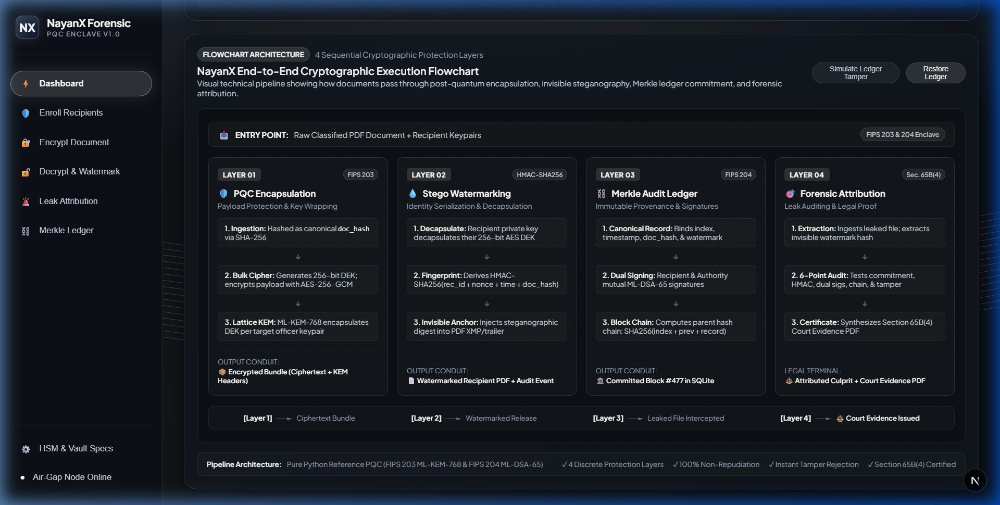 NX
NayanX Forensic
PQC ENCLAVE V1.0
Dashboard
Enroll Recipients
Encrypt Document
Decrypt & Watermark
Leak Attribution
Merkle Ledger
HSM & Vault Specs
Air-Gap Node Online
FLOWCHART ARCHITECTURE 4 Sequential Cryptographic Protection Layers
NayanX End-to-End Cryptographic Execution Flowchart
Visual technical pipeline showing how documents pass through post-quantum encapsulation, invisible steganography, Merkle ledger commitment, and forensic
attribution.
Simulate Ledger
Tamper
Restore
Ledger
ENTRY POINT: Raw Classified PDF Document + Recipient Keypairs
FIPS 203 & 204 Enclave
LAYER 01 FIPS 203
PQC Encapsulation
Payload Protection & Key Wrapping
1. Ingestion: Hashed as canonical doc_hash
via SHA-256
↓
2. Bulk Cipher: Generates 256-bit DEK;
encrypts payload with AES-256-GCM
↓
3. Lattice KEM: ML-KEM-768 encapsulates
DEK per target officer keypair
OUTPUT CONDUIT:
Encrypted Bundle (Ciphertext + KEM
Headers)
LAYER 02 HMAC-SHA256
Stego Watermarking
Identity Serialization & Decapsulation
1. Decapsulate: Recipient private key
decapsulates their 256-bit AES DEK
↓
2. Fingerprint: Derives HMAC-
SHA256(rec_id + nonce + time + doc_hash)
↓
3. Invisible Anchor: Injects steganographic
digest into PDF XMP/trailer
OUTPUT CONDUIT:
Watermarked Recipient PDF + Audit Event
LAYER 03 FIPS 204
Merkle Audit Ledger
Immutable Provenance & Signatures
1. Canonical Record: Binds index,
timestamp, doc_hash, & watermark
↓
2. Dual Signing: Recipient & Authority
mutual ML-DSA-65 signatures
↓
3. Block Chain: Computes parent hash
chain: SHA256(index + prev + record)
OUTPUT CONDUIT:
Committed Block #477 in SQLite
LAYER 04 Sec. 65B(4)
Forensic Attribution
Leak Auditing & Legal Proof
1. Extraction: Ingests leaked file; extracts
invisible watermark hash
↓
2. 6-Point Audit: Tests commitment,
HMAC, dual sigs, chain, & tamper
↓
3. Certificate: Synthesizes Section 65B(4)
Court Evidence PDF
LEGAL TERMINAL:
Attributed Culprit + Court Evidence PDF
[Layer 1] ⟶ Ciphertext Bundle
[Layer 2] ⟶ Watermarked Release
[Layer 3] ⟶ Leaked File Intercepted
[Layer 4] ⟶ Court Evidence Issued
Pipeline Architecture: Pure Python Reference PQC (FIPS 203 ML-KEM-768 & FIPS 204 ML-DSA-65) ✓ 4 Discrete Protection Layers ✓ 100% Non-Repudiation ✓ Instant Tamper Rejection ✓ Section 65B(4) Certified
N